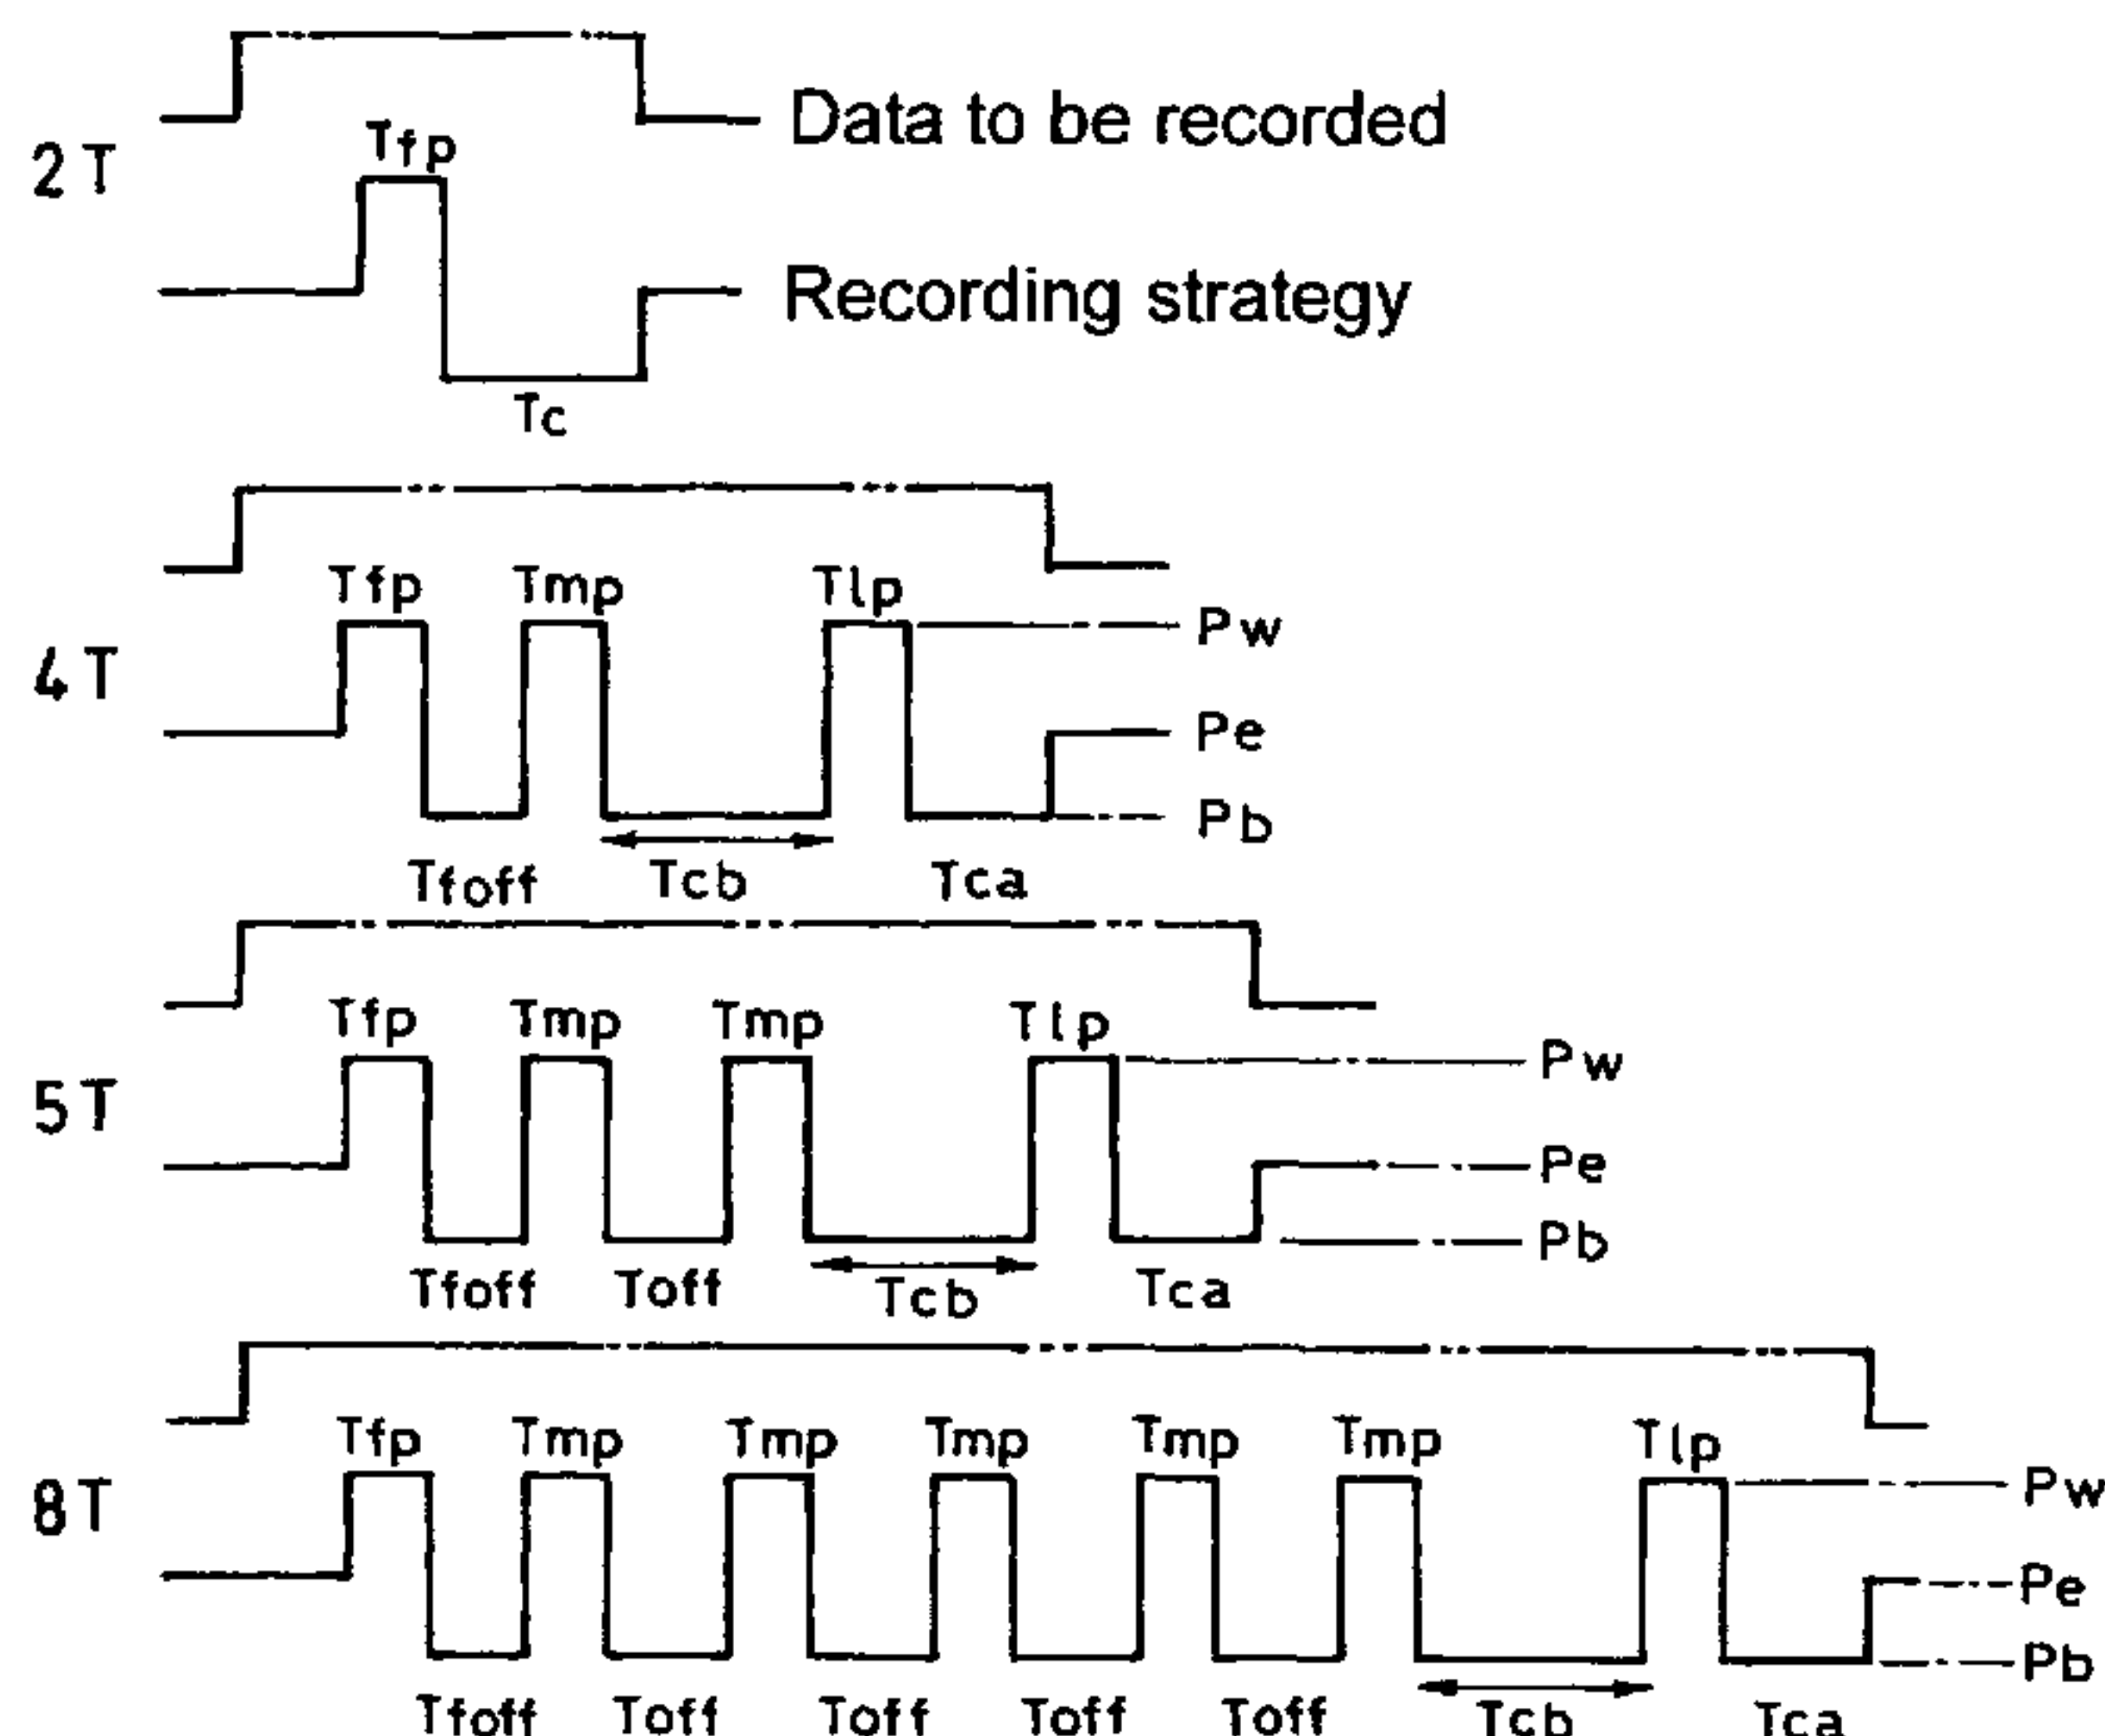 Data to be recorded
2T
Tfp
Recording strategy
Tc
4T
Tfp Tmp Tlp
Pw
Pe
Pb
Tfoff Tcb Tca
5T
Tfp Tmp Tmp Tlp
Pw
Pe
Pb
Tfoff Toff Tcb Tca
8T
Tfp Tmp Tmp Tmp Tmp Tmp Tlp
Pw
Pe
Pb
Tfoff Toff Toff Toff Toff Tcb Tca